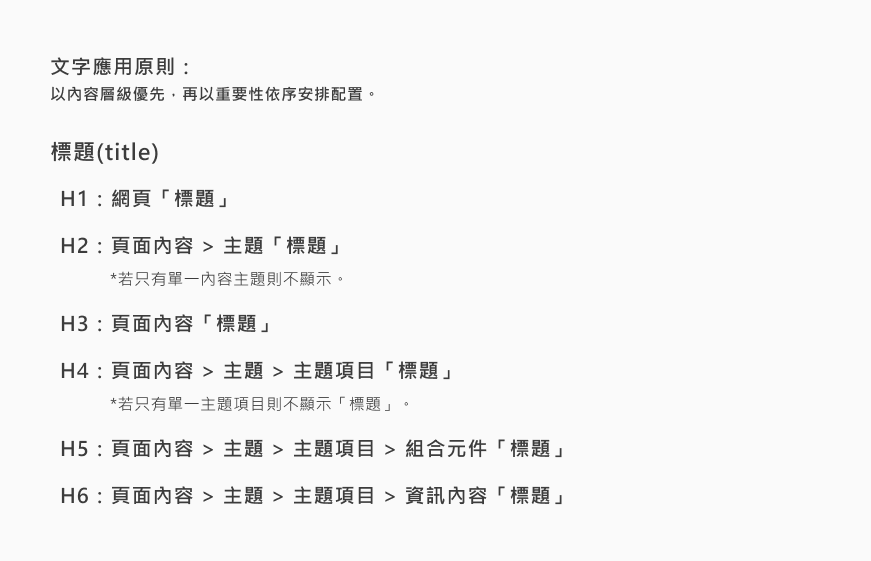 文字應用原則：
以內容層級優先，再以重要性依序安排配置。
標題(title)
H1：網頁「標題」
H2：頁面內容 > 主題「標題」
*若只有單一內容主題則不顯示。
H3：頁面內容「標題」
H4：頁面內容 > 主題 > 主題項目「標題」
*若只有單一主題項目則不顯示「標題」。
H5：頁面內容 > 主題 > 主題項目 > 組合元件「標題」
H6：頁面內容 > 主題 > 主題項目 > 資訊內容「標題」